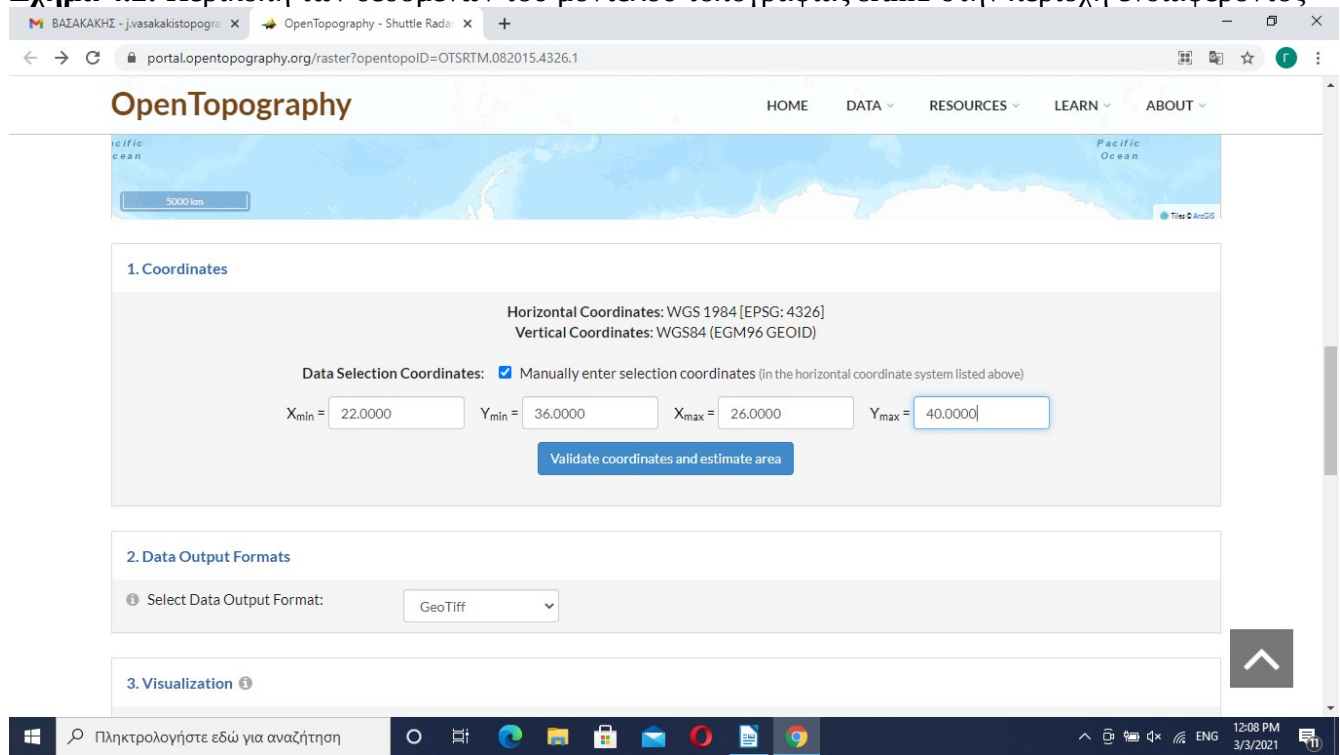 ΒΑΣΑΚΑΚΗΣ - j.vasakakistopogra
OpenTopography - Shuttle Radar
portal.opentopography.org/raster?opentopoID=OTSRTM.082015.4326.1
Γ
OpenTopography HOME DATA RESOURCES LEARN ABOUT
cific
cean
Pacific
Ocean
5000 km
Tiles © ArcGIS
1. Coordinates
Horizontal Coordinates: WGS 1984 [EPSG: 4326]
Vertical Coordinates: WGS84 (EGM96 GEOID)
Data Selection Coordinates: Manually enter selection coordinates (in the horizontal coordinate system listed above)
Xmin = 22.0000 Ymin = 36.0000 Xmax = 26.0000 Ymax = 40.0000
Validate coordinates and estimate area
2. Data Output Formats
Select Data Output Format: GeoTiff
3. Visualization
Πληκτρολογήστε εδώ για αναζήτηση
ENG
12:08 PM
3/3/2021
11